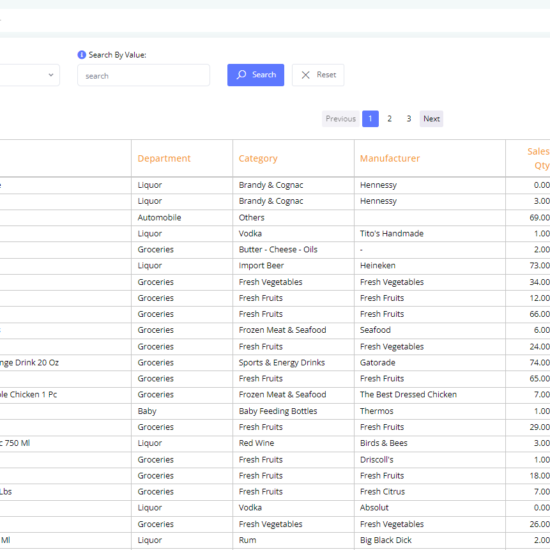 Search By Value:
search Search Reset
Previous 1 2 3 Next
Department Category Manufacturer Sales Qty
e Liquor Brandy & Cognac Hennessy 0.00
Liquor Brandy & Cognac Hennessy 3.00
Automobile Others 69.00
Liquor Vodka Tito's Handmade 1.00
Groceries Butter - Cheese - Oils - 2.00
Liquor Import Beer Heineken 73.00
Groceries Fresh Vegetables Fresh Vegetables 34.00
Groceries Fresh Fruits Fresh Fruits 12.00
Groceries Fresh Fruits Fresh Fruits 66.00
Groceries Frozen Meat & Seafood Seafood 6.00
Groceries Fresh Fruits Fresh Vegetables 24.00
nge Drink 20 Oz Groceries Sports & Energy Drinks Gatorade 74.00
Groceries Fresh Fruits Fresh Fruits 65.00
ple Chicken 1 Pc Groceries Frozen Meat & Seafood The Best Dressed Chicken 7.00
Baby Baby Feeding Bottles Thermos 1.00
Groceries Fresh Fruits Fresh Fruits 29.00
c 750 Ml Liquor Red Wine Birds & Bees 3.00
Groceries Fresh Fruits Driscoll's 1.00
Groceries Fresh Fruits Fresh Fruits 18.00
Lbs Groceries Fresh Fruits Fresh Citrus 7.00
Liquor Vodka Absolut 0.00
Groceries Fresh Vegetables Fresh Vegetables 26.00
Ml Liquor Rum Big Black Dick 2.00